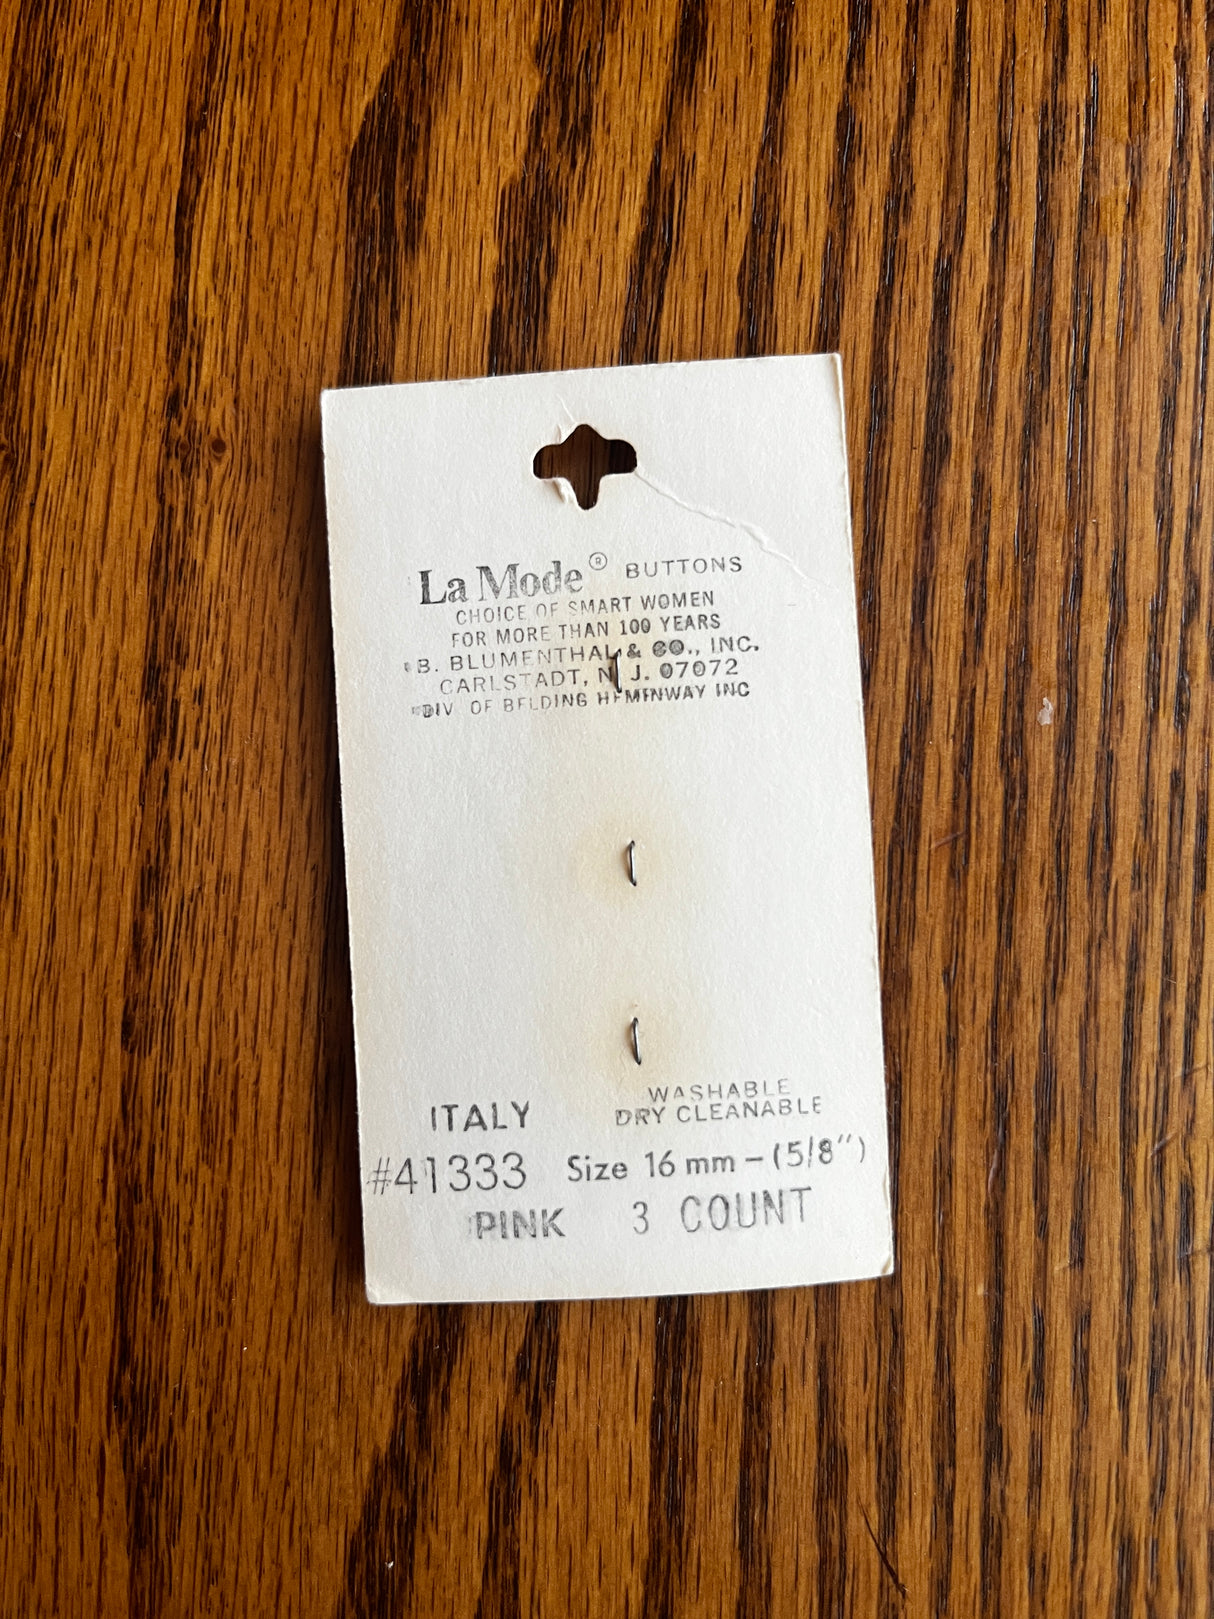 La Mode® BUTTONS
CHOICE OF SMART WOMEN
FOR MORE THAN 100 YEARS
B. BLUMENTHAL & CO., INC.
CARLSTADT, N.J. 07072
DIV. OF BELDING HEMINWAY INC
WASHABLE
ITALY DRY CLEANABLE
#41333 Size 16 mm – (5/8")
PINK 3 COUNT